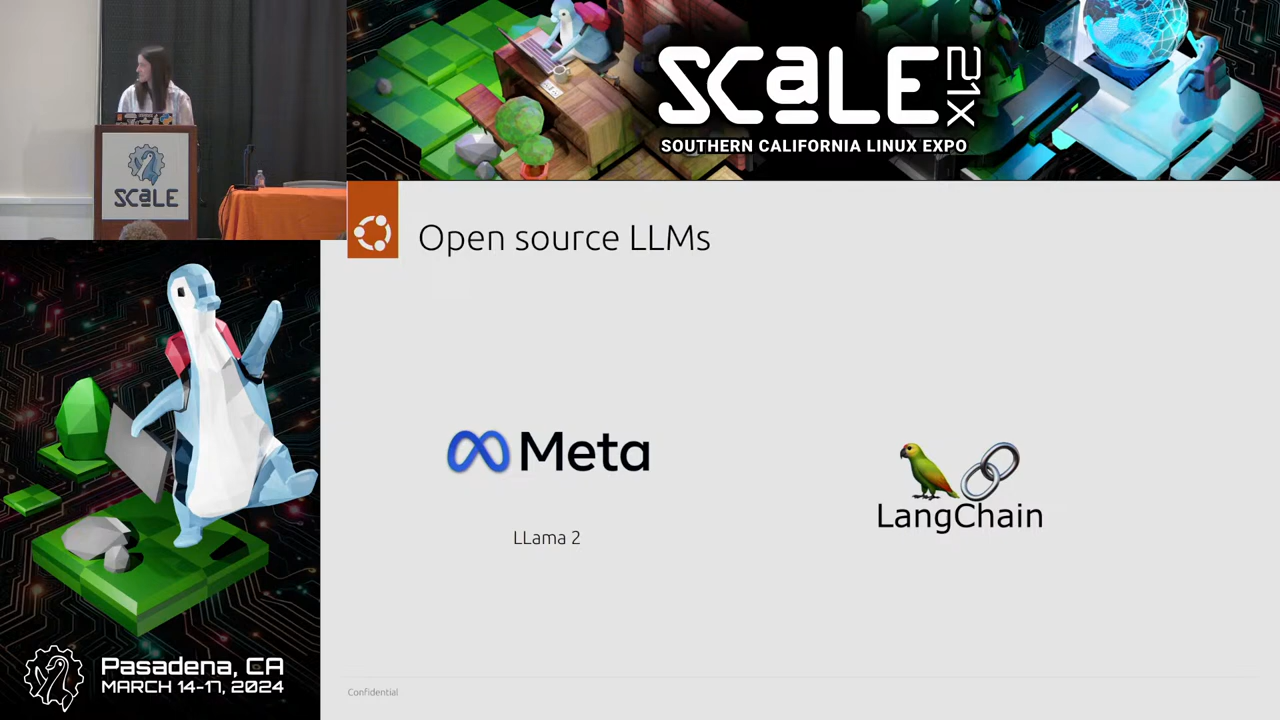 SCALE
SCALE 21X
SOUTHERN CALIFORNIA LINUX EXPO
Open source LLMs
Meta
LLama 2
LangChain
Confidential
Pasadena, CA
MARCH 14-17, 2024